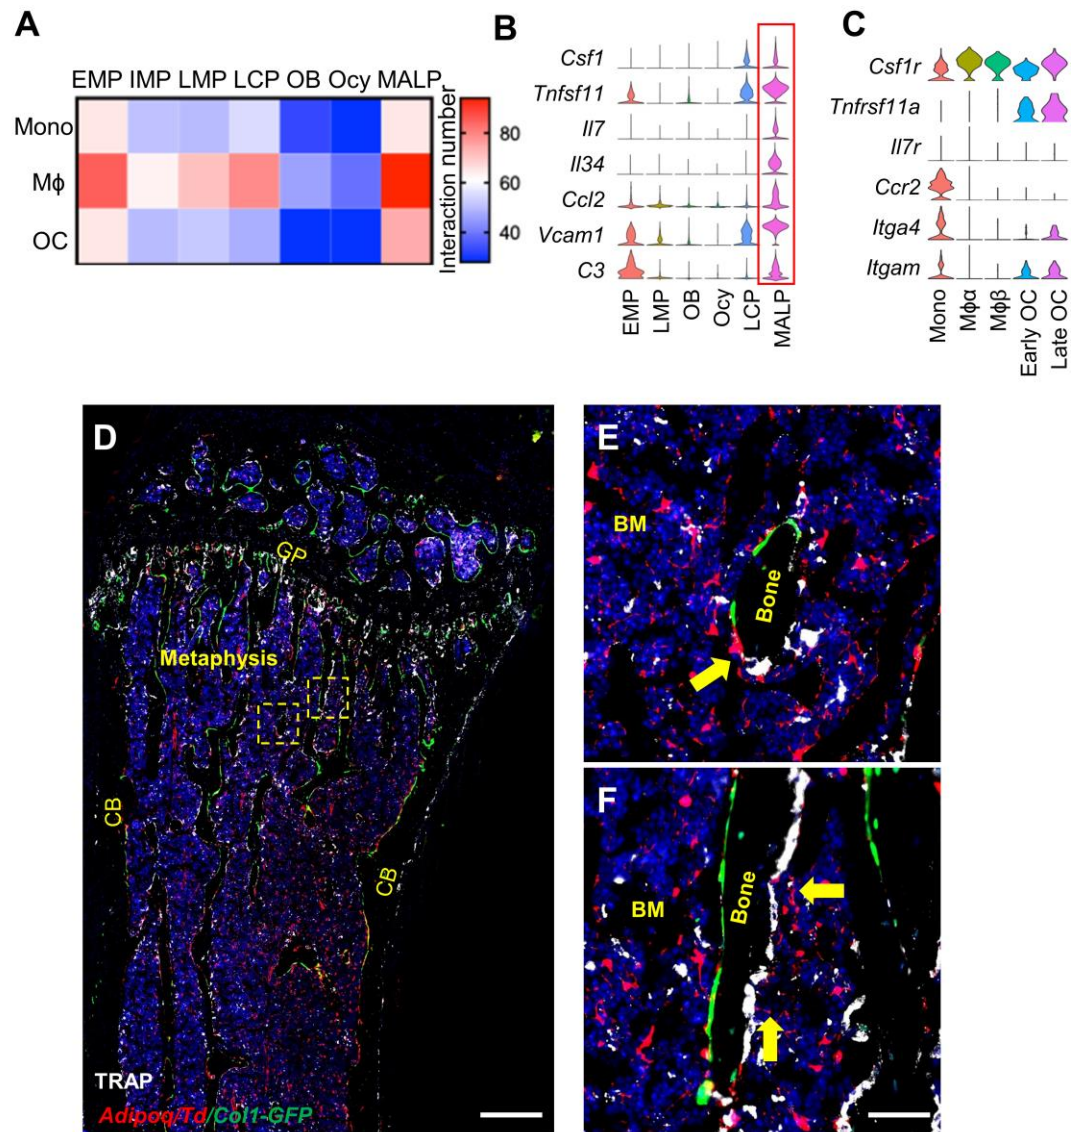 A
EMP IMP LMP LCP OB Ocy MALP
Mono
Mϕ
OC
Interaction number
80
60
40
B
Csf1
Tnfsf11
Il7
Il34
Ccl2
Vcam1
C3
EMP
LMP
OB
Ocy
LCP
MALP
C
Csf1r
Tnfrsf11a
Il7r
Ccr2
Itga4
Itgam
Mono
Mϕα
Mϕβ
Early OC
Late OC
D
GP
Metaphysis
CB
CB
TRAP
Adipoq/Td/Col1-GFP
E
BM
Bone
F
BM
Bone